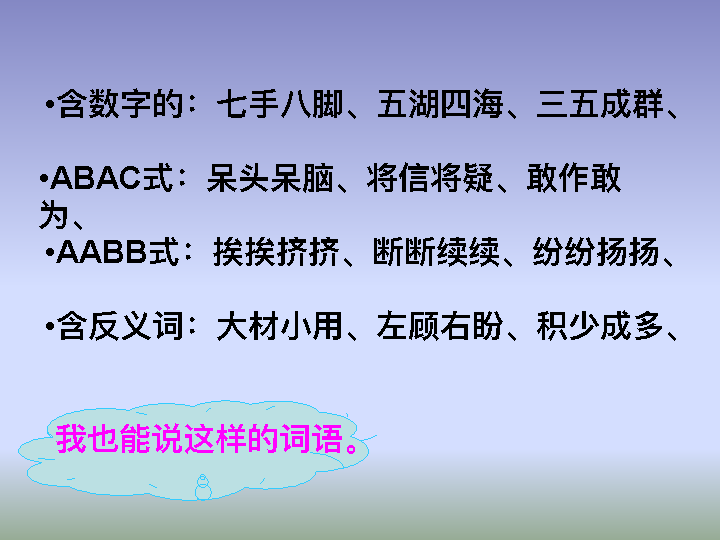 •含数字的：七手八脚、五湖四海、三五成群、
•ABAC式：呆头呆脑、将信将疑、敢作敢
为、
•AABB式：挨挨挤挤、断断续续、纷纷扬扬、
•含反义词：大材小用、左顾右盼、积少成多、
我也能说这样的词语。